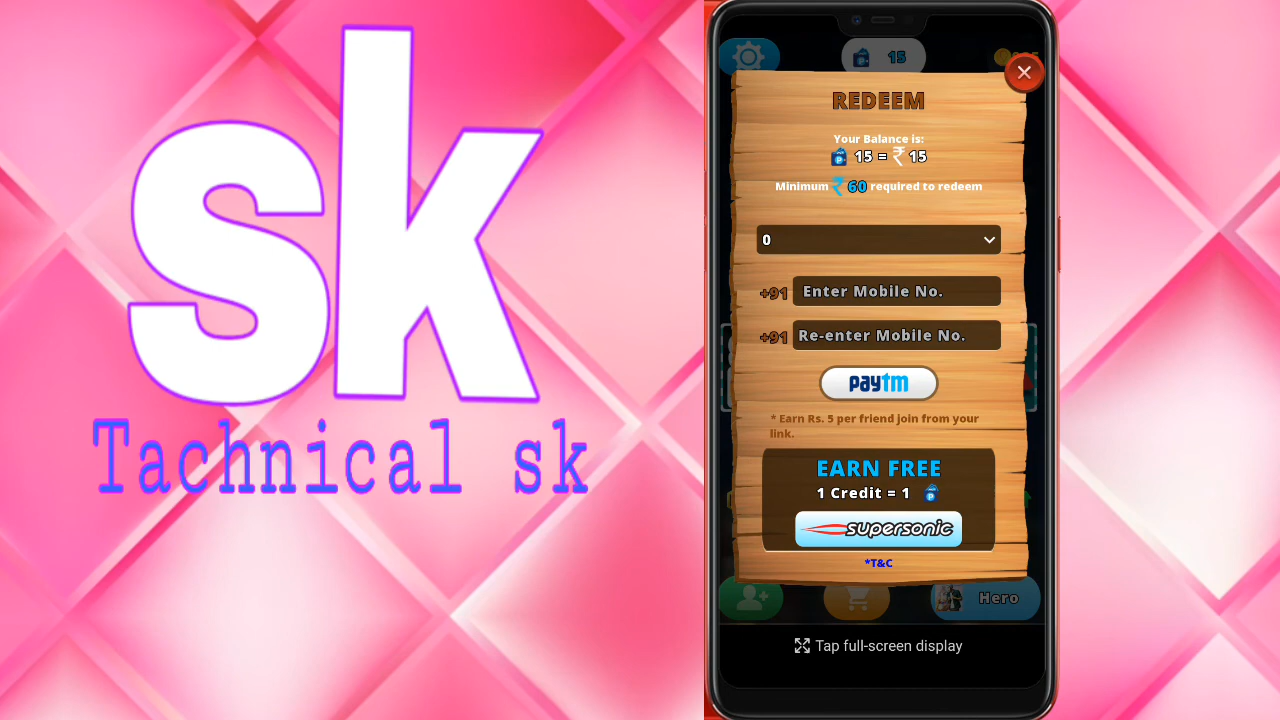 sk
Tachnical sk
15
REDEEM
Your Balance is:
15 = ₹ 15
Minimum ₹ 60 required to redeem
0
+91 Enter Mobile No.
+91 Re-enter Mobile No.
paytm
* Earn Rs. 5 per friend join from your
link.
EARN FREE
1 Credit = 1
supersonic
*T&C
Hero
Tap full-screen display